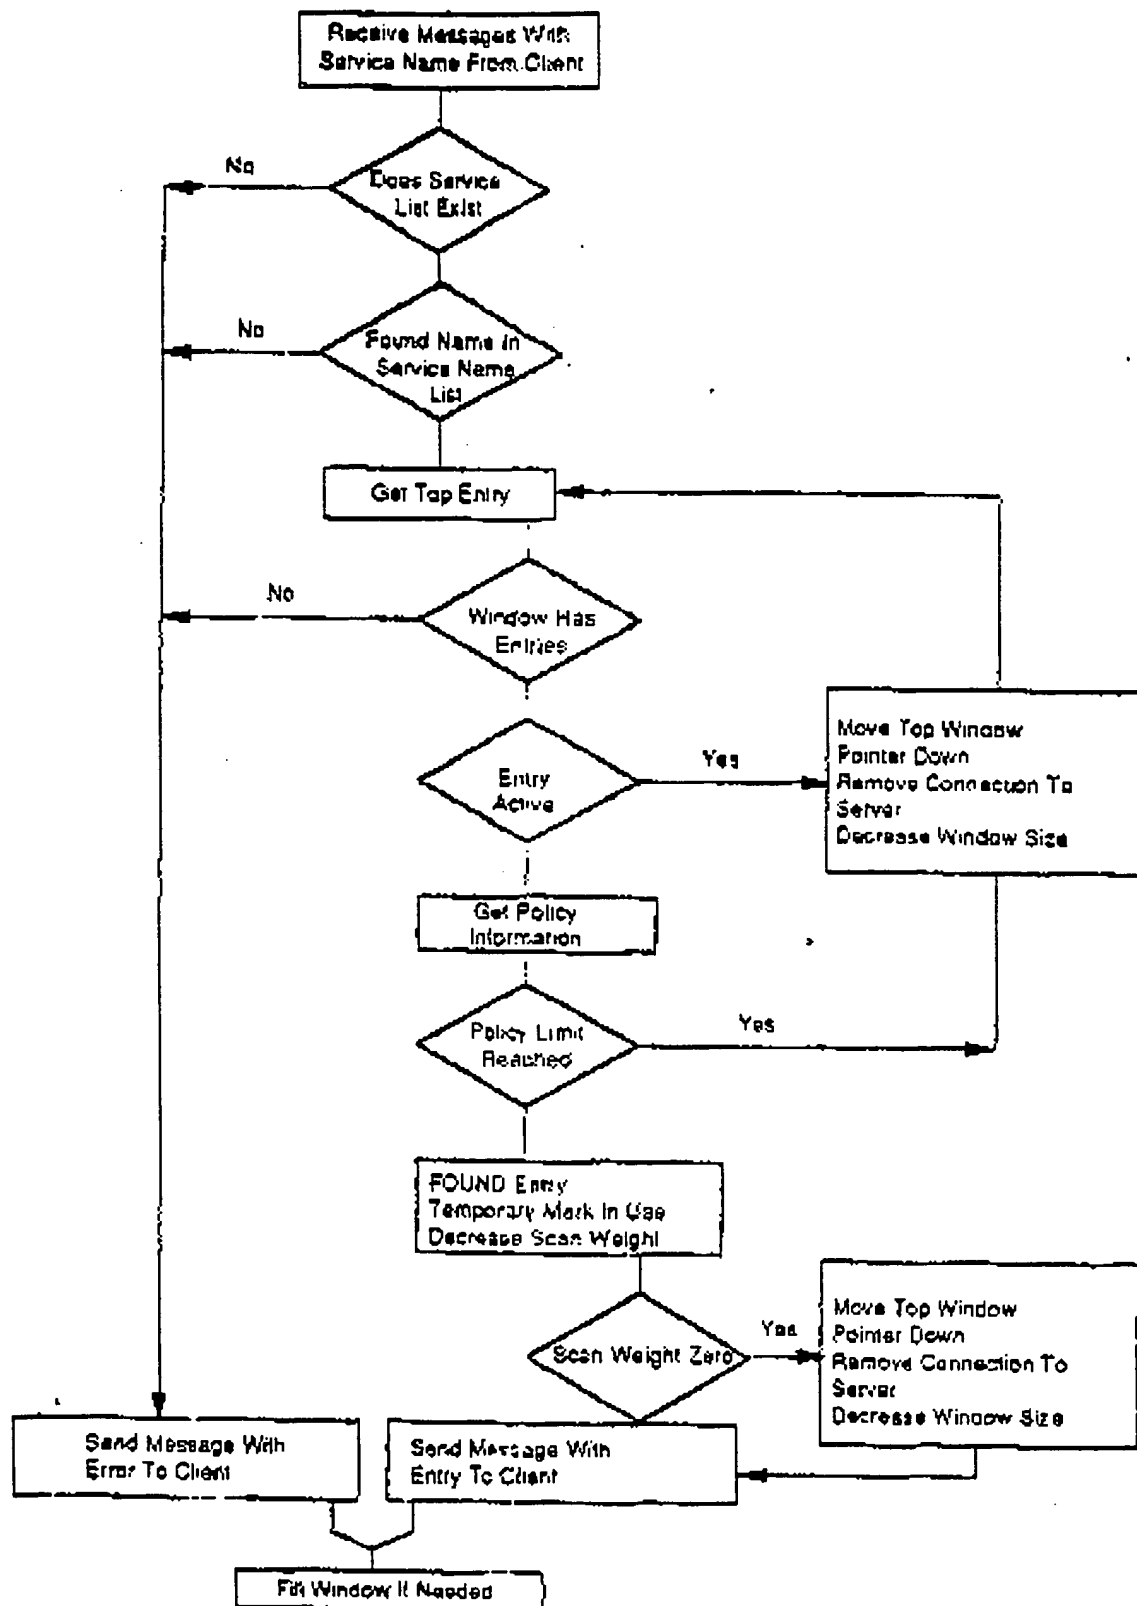 Receive Messages With
Service Name From Client
No
Does Service
List Exist
No
Found Name In
Service Name
List
Get Top Entry
No
Window Has
Entries
Entry
Active
Yes
Move Top Window
Pointer Down
Remove Connection To
Server
Decrease Window Size
Get Policy
Information
Policy Limit
Reached
Yes
FOUND Entry
Temporary Mark In Use
Decrease Scan Weight
Scan Weight Zero
Yes
Move Top Window
Pointer Down
Remove Connection To
Server
Decrease Window Size
Send Message With
Error To Client
Send Message With
Entry To Client
Fill Window If Needed